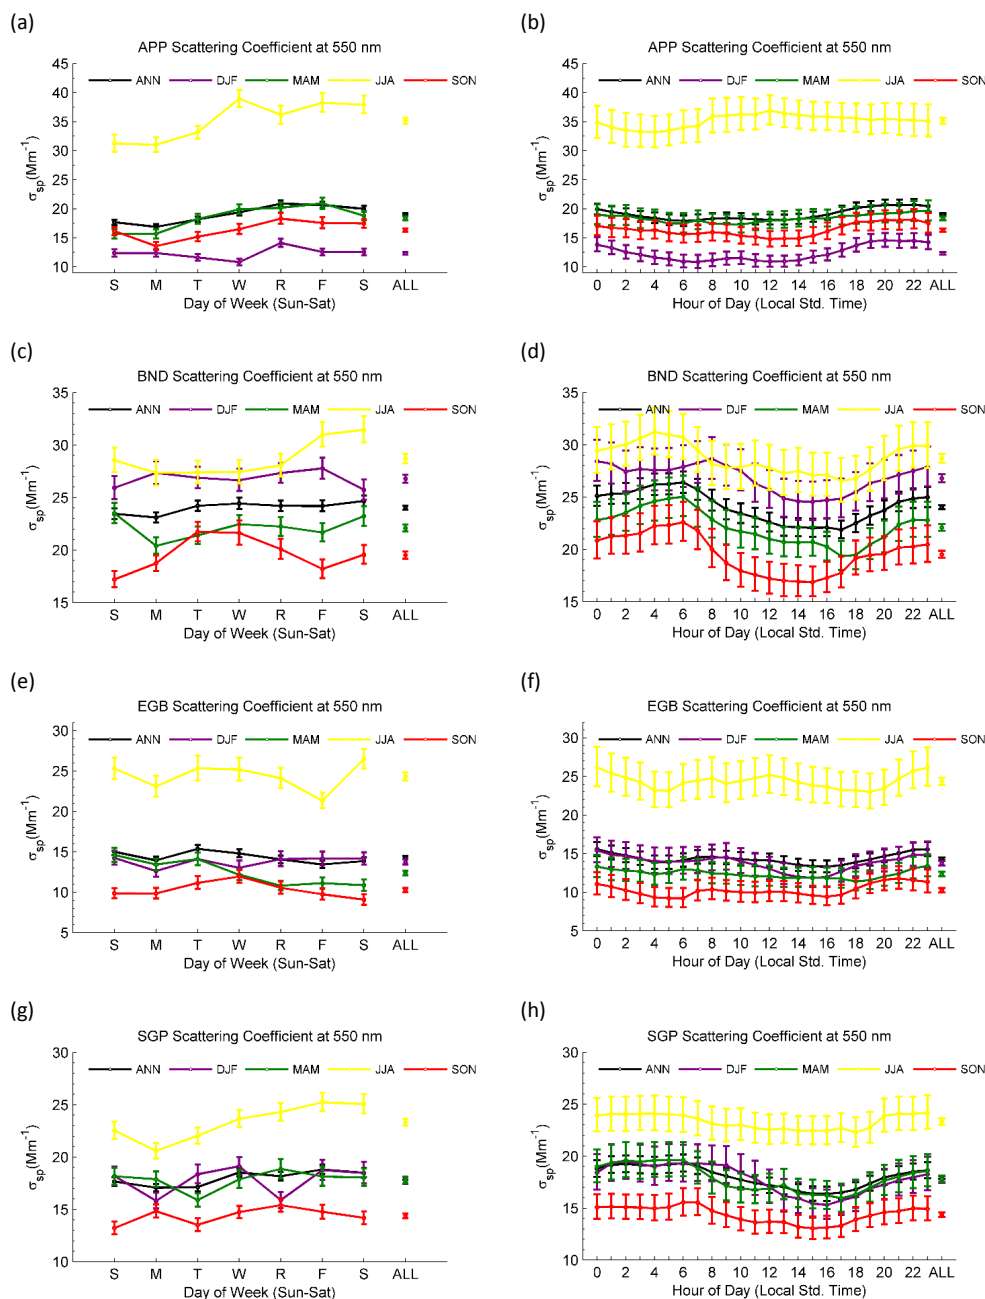 (a)
APP Scattering Coefficient at 550 nm
ANN DJF MAM JJA SON
45
40
35
30
25
20
15
10
σsp(Mm-1)
S M T W R F S ALL
Day of Week (Sun-Sat)
(b)
APP Scattering Coefficient at 550 nm
ANN DJF MAM JJA SON
45
40
35
30
25
20
15
10
σsp(Mm-1)
0 2 4 6 8 10 12 14 16 18 20 22 ALL
Hour of Day (Local Std. Time)
(c)
BND Scattering Coefficient at 550 nm
35
ANN DJF MAM JJA SON
30
25
20
15
σsp(Mm-1)
S M T W R F S ALL
Day of Week (Sun-Sat)
(d)
BND Scattering Coefficient at 550 nm
35
ANN DJF MAM JJA SON
30
25
20
15
σsp(Mm-1)
0 2 4 6 8 10 12 14 16 18 20 22 ALL
Hour of Day (Local Std. Time)
(e)
EGB Scattering Coefficient at 550 nm
ANN DJF MAM JJA SON
30
25
20
15
10
5
σsp(Mm-1)
S M T W R F S ALL
Day of Week (Sun-Sat)
(f)
EGB Scattering Coefficient at 550 nm
ANN DJF MAM JJA SON
30
25
20
15
10
5
σsp(Mm-1)
0 2 4 6 8 10 12 14 16 18 20 22 ALL
Hour of Day (Local Std. Time)
(g)
SGP Scattering Coefficient at 550 nm
30
ANN DJF MAM JJA SON
25
20
15
10
σsp(Mm-1)
S M T W R F S ALL
Day of Week (Sun-Sat)
(h)
SGP Scattering Coefficient at 550 nm
30
ANN DJF MAM JJA SON
25
20
15
10
σsp(Mm-1)
0 2 4 6 8 10 12 14 16 18 20 22 ALL
Hour of Day (Local Std. Time)